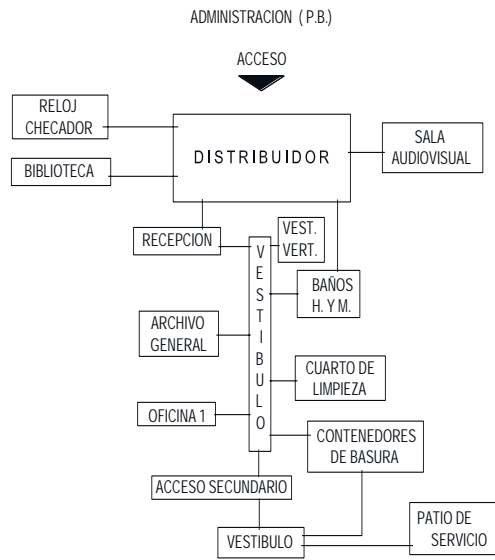 ADMINISTRACION ( P.B.)
ACCESO
RELOJ
CHECADOR
DISTRIBUIDOR
SALA
AUDIOVISUAL
BIBLIOTECA
RECEPCION
VEST.
VERT.
VESTIBULO
BAÑOS
H. Y M.
ARCHIVO
GENERAL
CUARTO DE
LIMPIEZA
OFICINA 1
CONTENEDORES
DE BASURA
ACCESO SECUNDARIO
PATIO DE
SERVICIO
VESTIBULO